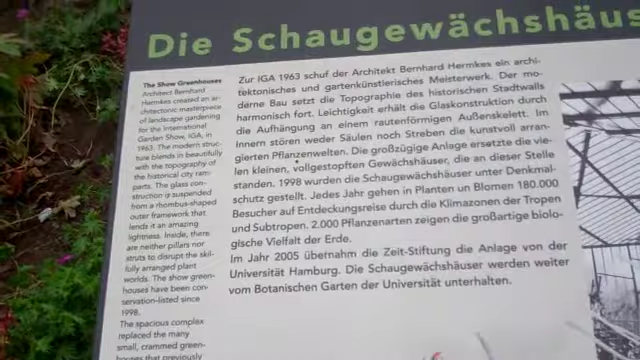 Die Schaugewächshäus
The Show Greenhouses
Architect Bernard
Hermkes created an ar-
chitectonic masterpiece
of landscape gardening
for the International
Garden Show, IGA, in
1963. The modern struc-
ture blends in beautifully
with the topography of
the historical city ram-
parts. The glass con-
struction is suspended
from a rhombus-shaped
outer framework that
lends it an amazing
lightness. Inside, there
are neither pillars nor
struts to disrupt the skil-
fully arranged plant
worlds. The show green-
houses have been con-
servation-listed since
1998.
The spacious complex
replaced the many
small, crammed green-
houses that previously
Zur IGA 1963 schuf der Architekt Bernhard Hermkes ein archi-
tektonisches und gartenkünstlerisches Meisterwerk. Der mo-
derne Bau setzt die Topographie des historischen Stadtwalls
harmonisch fort. Leichtigkeit erhält die Glaskonstruktion durch
die Aufhängung an einem rautenförmigen Außenskelett. Im
Innern stören weder Säulen noch Streben die kunstvoll arran-
gierten Pflanzenwelten. Die großzügige Anlage ersetzte die vie-
len kleinen, vollgestopften Gewächshäuser, die an dieser Stelle
standen. 1998 wurden die Schaugewächshäuser unter Denkmal-
schutz gestellt. Jedes Jahr gehen in Planten un Blomen 180.000
Besucher auf Entdeckungsreise durch die Klimazonen der Tropen
und Subtropen. 2.000 Pflanzenarten zeigen die großartige biolo-
gische Vielfalt der Erde.
Im Jahr 2005 übernahm die Zeit-Stiftung die Anlage von der
Universität Hamburg. Die Schaugewächshäuser werden weiter
vom Botanischen Garten der Universität unterhalten.